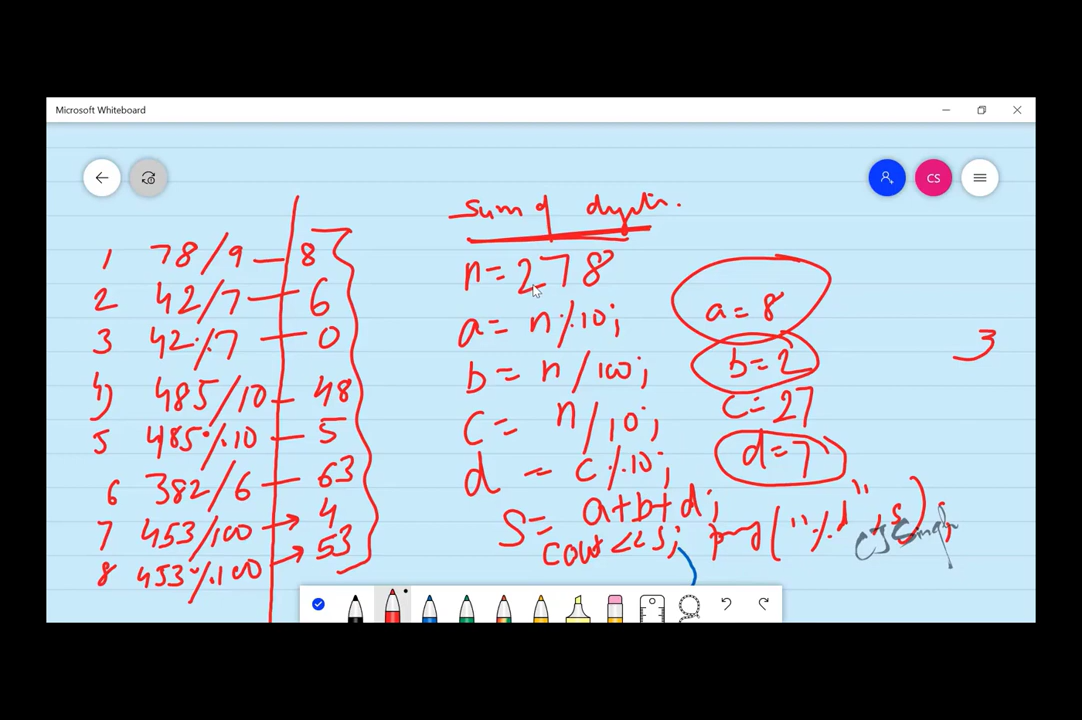 Microsoft Whiteboard
CS
sum of
1 78/9 — 8
2 42/7 — 6
3 42%7 — 0
4) 485/10 — 48
5 485%10 — 5
6 382/6 — 63
7 453/100 → 4
8 453%100 → 53
n=278
a= n%10;
b= n/100;
c= n/10;
d = c%10;
S= a+b+d;
cout<<s;
("%d", s);
a=8
b=2
c=27
d=7
3
CS Singh